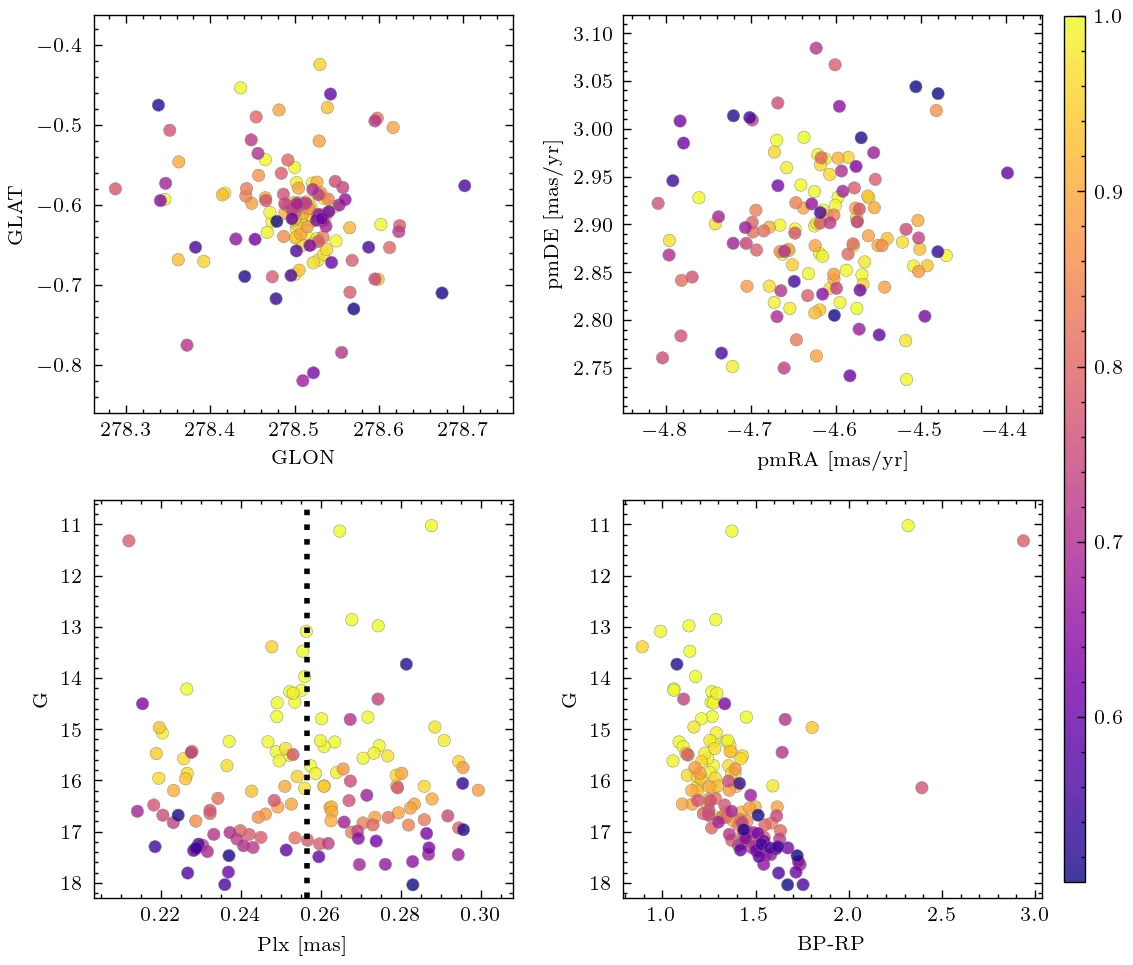 −0.4
−0.5
−0.6
−0.7
−0.8
GLAT
278.3 278.4 278.5 278.6 278.7
GLON
3.10
3.05
3.00
2.95
2.90
2.85
2.80
2.75
pmDE [mas/yr]
−4.8 −4.7 −4.6 −4.5 −4.4
pmRA [mas/yr]
1.0
0.9
0.8
0.7
0.6
11
12
13
14
15
16
17
18
G
0.22 0.24 0.26 0.28 0.30
Plx [mas]
11
12
13
14
15
16
17
18
G
1.0 1.5 2.0 2.5 3.0
BP-RP